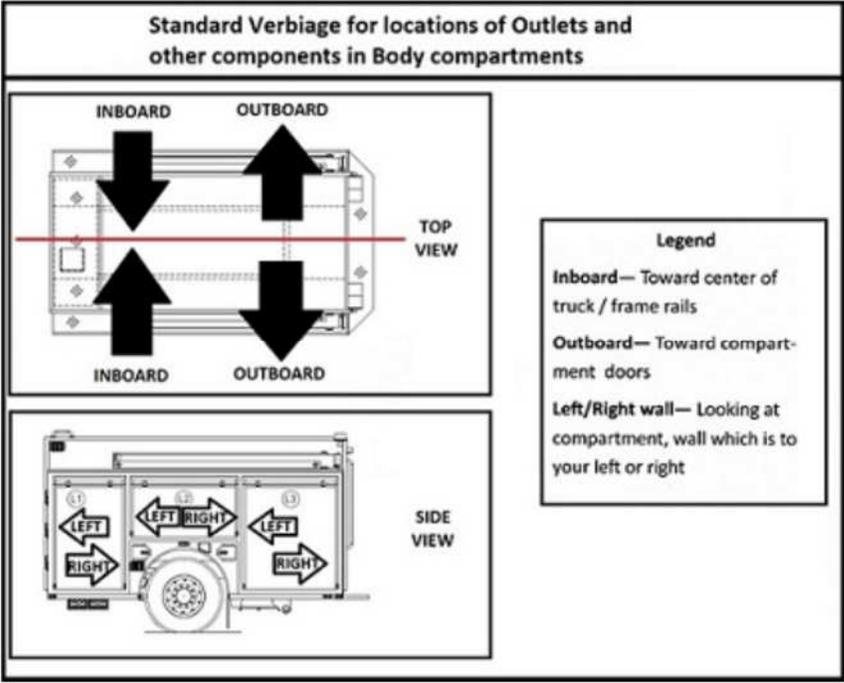 Standard Verbiage for locations of Outlets and
other components in Body compartments
INBOARD
OUTBOARD
TOP
VIEW
INBOARD
OUTBOARD
Legend
Inboard— Toward center of
truck / frame rails
Outboard— Toward compart-
ment doors
Left/Right wall— Looking at
compartment, wall which is to
your left or right
L1
L2
L3
LEFT
RIGHT
LEFT
RIGHT
LEFT
RIGHT
SIDE
VIEW